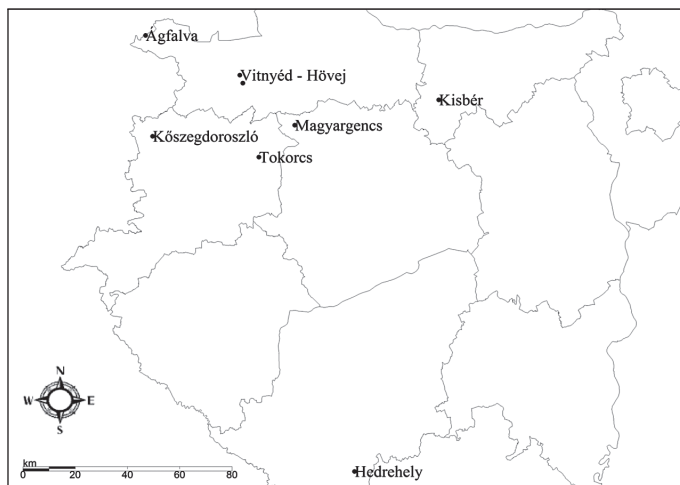 Ágfalva
Vitnyéd - Hövej
Kisbér
Magyargencs
Kőszegdoroszló
Tokorcs
N
W E
S
km
0 20 40 60 80
Hedrehely